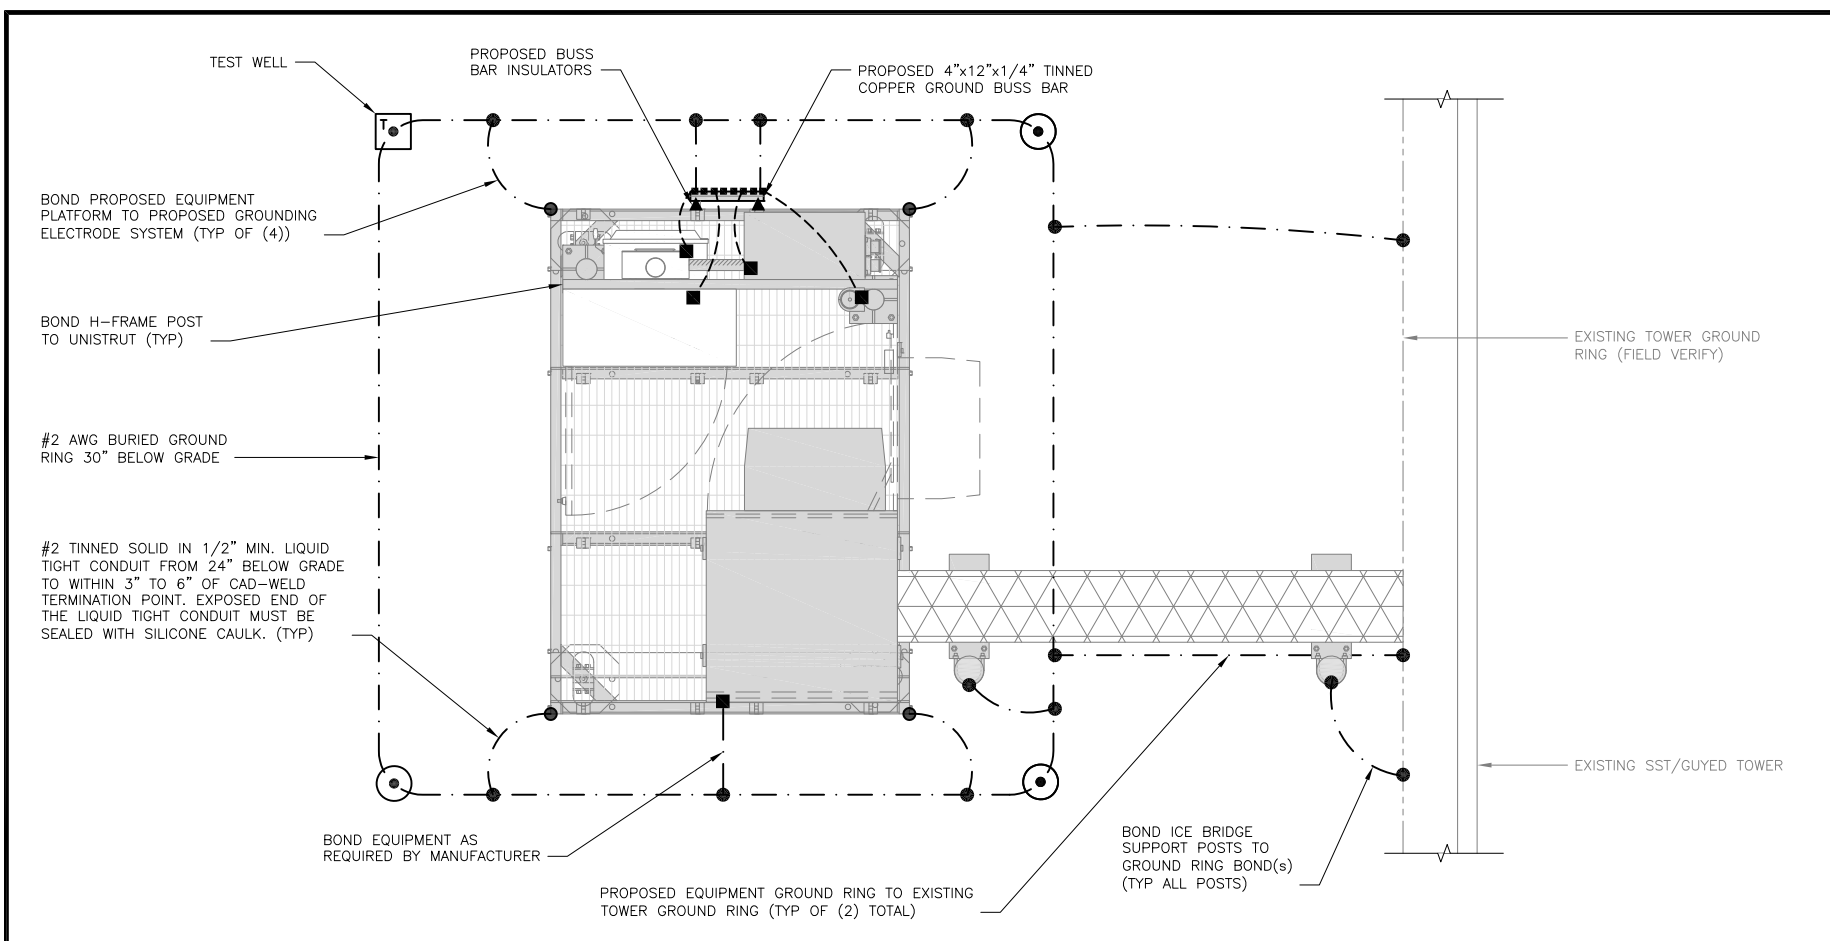 TEST WELL
PROPOSED BUSS
BAR INSULATORS
PROPOSED 4"x12"x1/4" TINNED
COPPER GROUND BUSS BAR
T
BOND PROPOSED EQUIPMENT
PLATFORM TO PROPOSED GROUNDING
ELECTRODE SYSTEM (TYP OF (4))
BOND H-FRAME POST
TO UNISTRUT (TYP)
EXISTING TOWER GROUND
RING (FIELD VERIFY)
#2 AWG BURIED GROUND
RING 30" BELOW GRADE
#2 TINNED SOLID IN 1/2" MIN. LIQUID
TIGHT CONDUIT FROM 24" BELOW GRADE
TO WITHIN 3" TO 6" OF CAD-WELD
TERMINATION POINT. EXPOSED END OF
THE LIQUID TIGHT CONDUIT MUST BE
SEALED WITH SILICONE CAULK. (TYP)
EXISTING SST/GUYED TOWER
BOND EQUIPMENT AS
REQUIRED BY MANUFACTURER
BOND ICE BRIDGE
SUPPORT POSTS TO
GROUND RING BOND(s)
(TYP ALL POSTS)
PROPOSED EQUIPMENT GROUND RING TO EXISTING
TOWER GROUND RING (TYP OF (2) TOTAL)